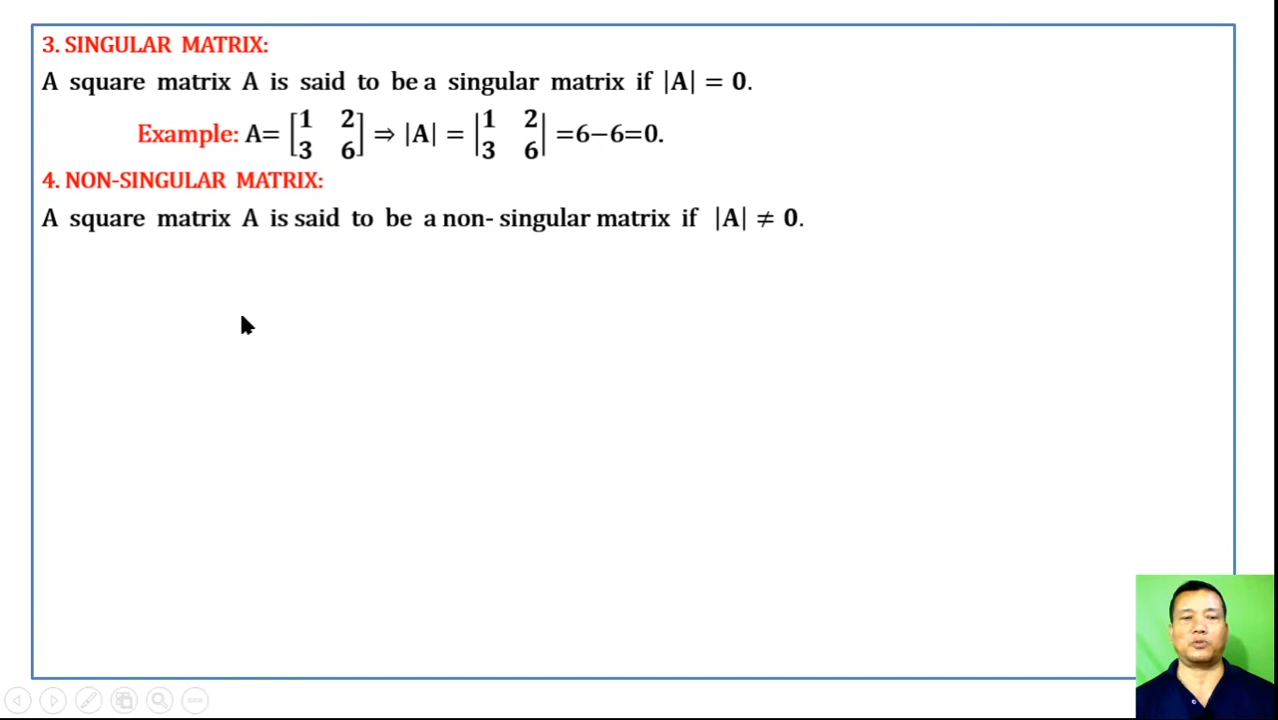 3. SINGULAR MATRIX:
A square matrix A is said to be a singular matrix if |A| = 0.
Example: A= [1 2 3 6] ⇒ |A| = |1 2 3 6| =6−6=0.
4. NON-SINGULAR MATRIX:
A square matrix A is said to be a non- singular matrix if |A| ≠ 0.